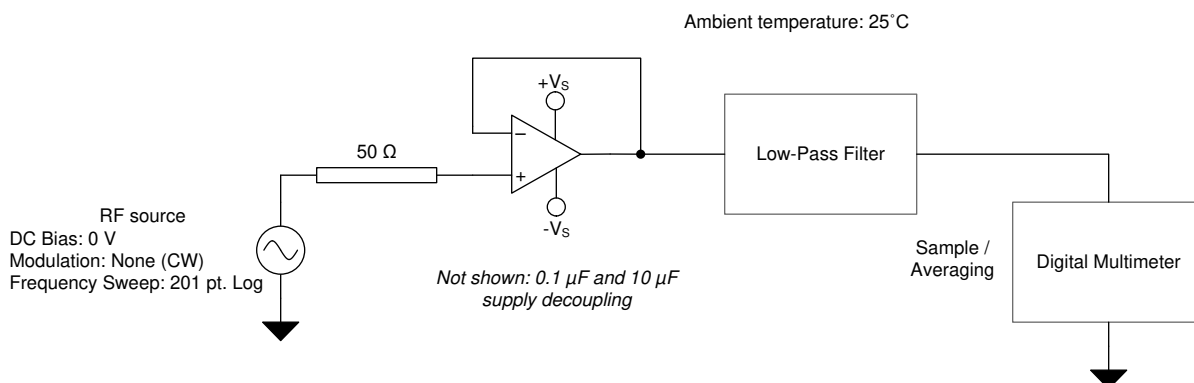 Ambient temperature: 25˚C
+VS
50 Ω
−
+
Low-Pass Filter
RF source
DC Bias: 0 V
Modulation: None (CW)
Frequency Sweep: 201 pt. Log
-VS
Not shown: 0.1 µF and 10 µF
supply decoupling
Sample /
Averaging
Digital Multimeter